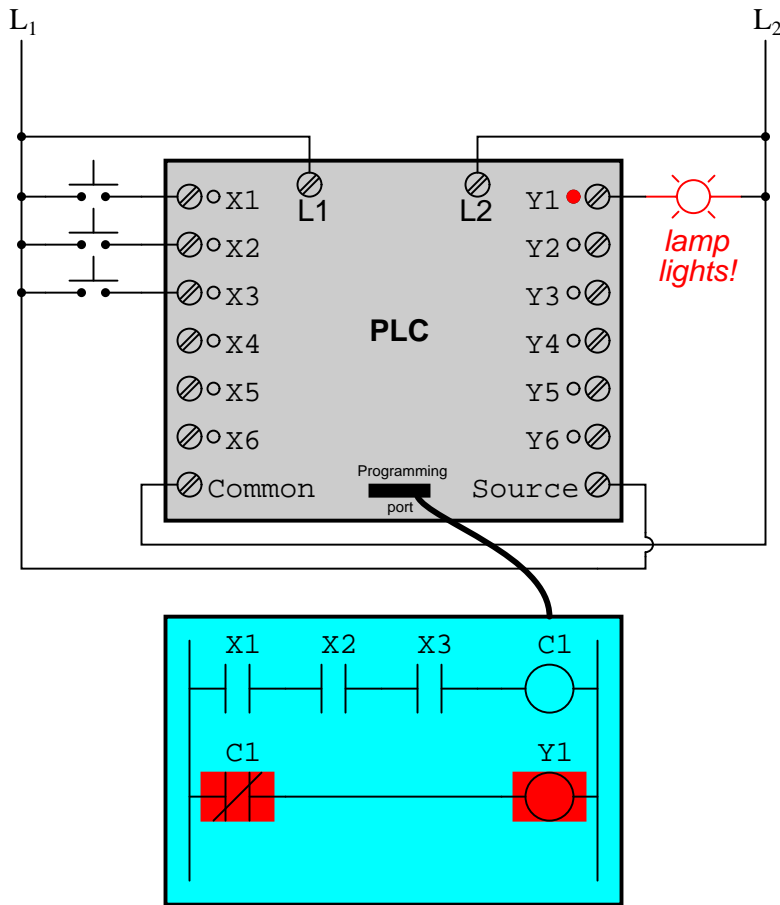 L1 L2
L1 L2
X1 Y1
X2 Y2
lamp
lights!
X3 Y3
PLC
X4 Y4
X5 Y5
X6 Y6
Common Programming port Source
X1 X2 X3 C1
C1 Y1